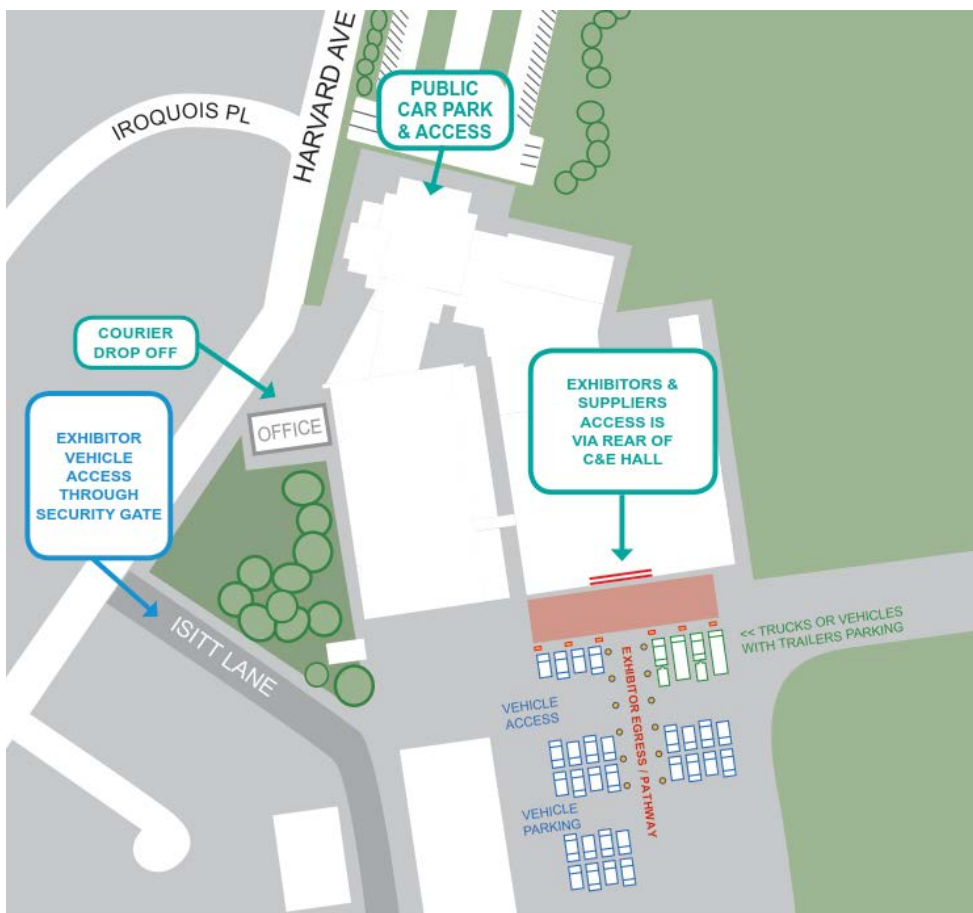 IROQUOIS PL
HARVARD AVE
PUBLIC
CAR PARK
& ACCESS
COURIER
DROP OFF
OFFICE
EXHIBITOR
VEHICLE
ACCESS
THROUGH
SECURITY GATE
EXHIBITORS &
SUPPLIERS
ACCESS IS
VIA REAR OF
C&E HALL
ISITT LANE
<< TRUCKS OR VEHICLES
WITH TRAILERS PARKING
EXHIBITOR EGRESS / PATHWAY
VEHICLE
ACCESS
VEHICLE
PARKING